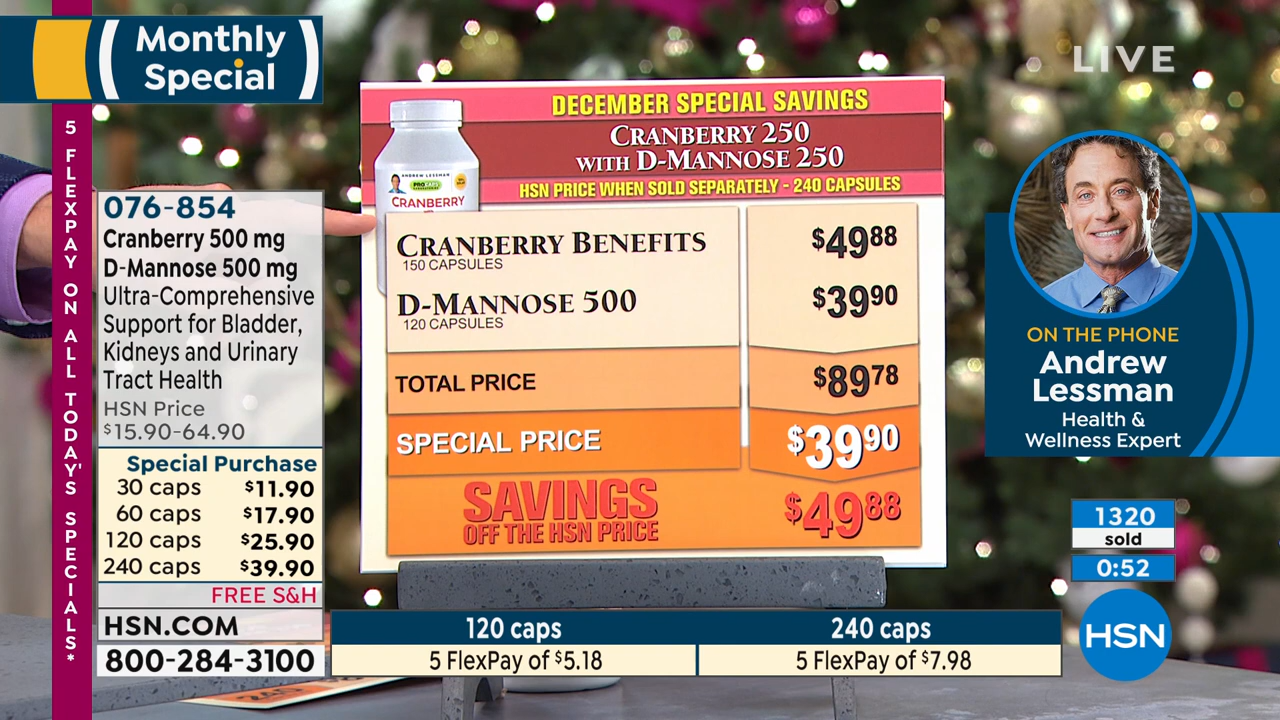 Monthly
Special
LIVE
5 FLEXPAY ON ALL TODAY'S SPECIALS*
DECEMBER SPECIAL SAVINGS
CRANBERRY 250
WITH D-MANNOSE 250
HSN PRICE WHEN SOLD SEPARATELY - 240 CAPSULES
ANDREW LESSMAN
PROCAPS
CRANBERRY
CRANBERRY BENEFITS $49.88
150 CAPSULES
D-MANNOSE 500 $39.90
120 CAPSULES
TOTAL PRICE $89.78
SPECIAL PRICE $39.90
SAVINGS
OFF THE HSN PRICE $49.88
076-854
Cranberry 500 mg
D-Mannose 500 mg
Ultra-Comprehensive
Support for Bladder,
Kidneys and Urinary
Tract Health
HSN Price
$15.90-64.90
Special Purchase
30 caps $11.90
60 caps $17.90
120 caps $25.90
240 caps $39.90
FREE S&H
HSN.COM
800-284-3100
120 caps
5 FlexPay of $5.18
240 caps
5 FlexPay of $7.98
ON THE PHONE
Andrew
Lessman
Health &
Wellness Expert
1320
sold
0:52
HSN
240